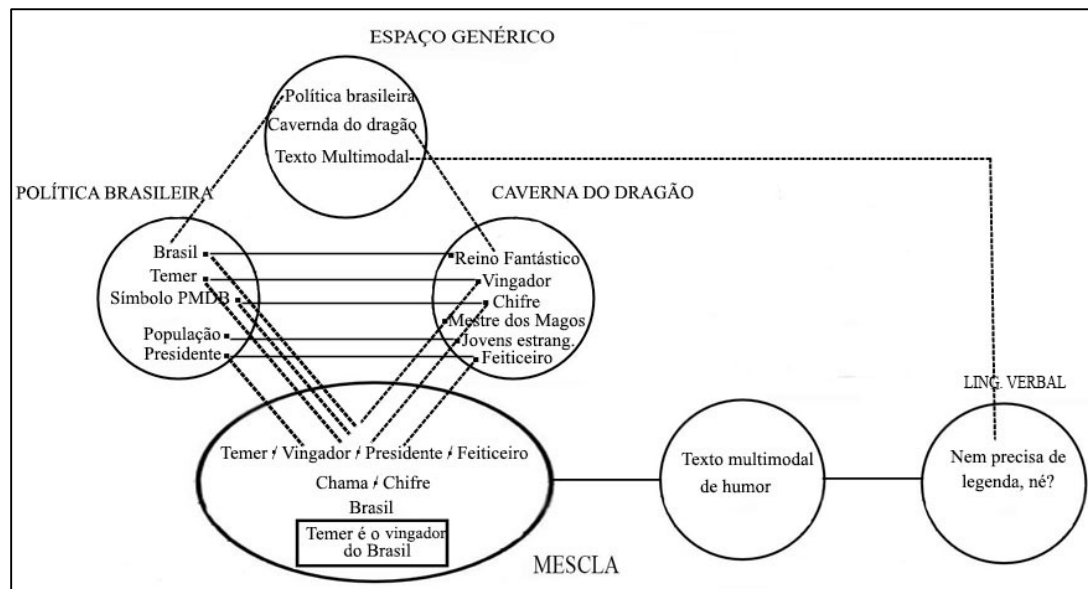 ESPAÇO GENÉRICO
Política brasileira
Cavernda do dragão
Texto Multimodal
POLÍTICA BRASILEIRA
CAVERNA DO DRAGÃO
Brasil
Temer
Símbolo PMDB
População
Presidente
Reino Fantástico
Vingador
Chifre
Mestre dos Magos
Jovens estrang.
Feiticeiro
Temer / Vingador / Presidente / Feiticeiro
Chama / Chifre
Brasil
Temer é o vingador
do Brasil
MESCLA
Texto multimodal
de humor
LING. VERBAL
Nem precisa de
legenda, né?